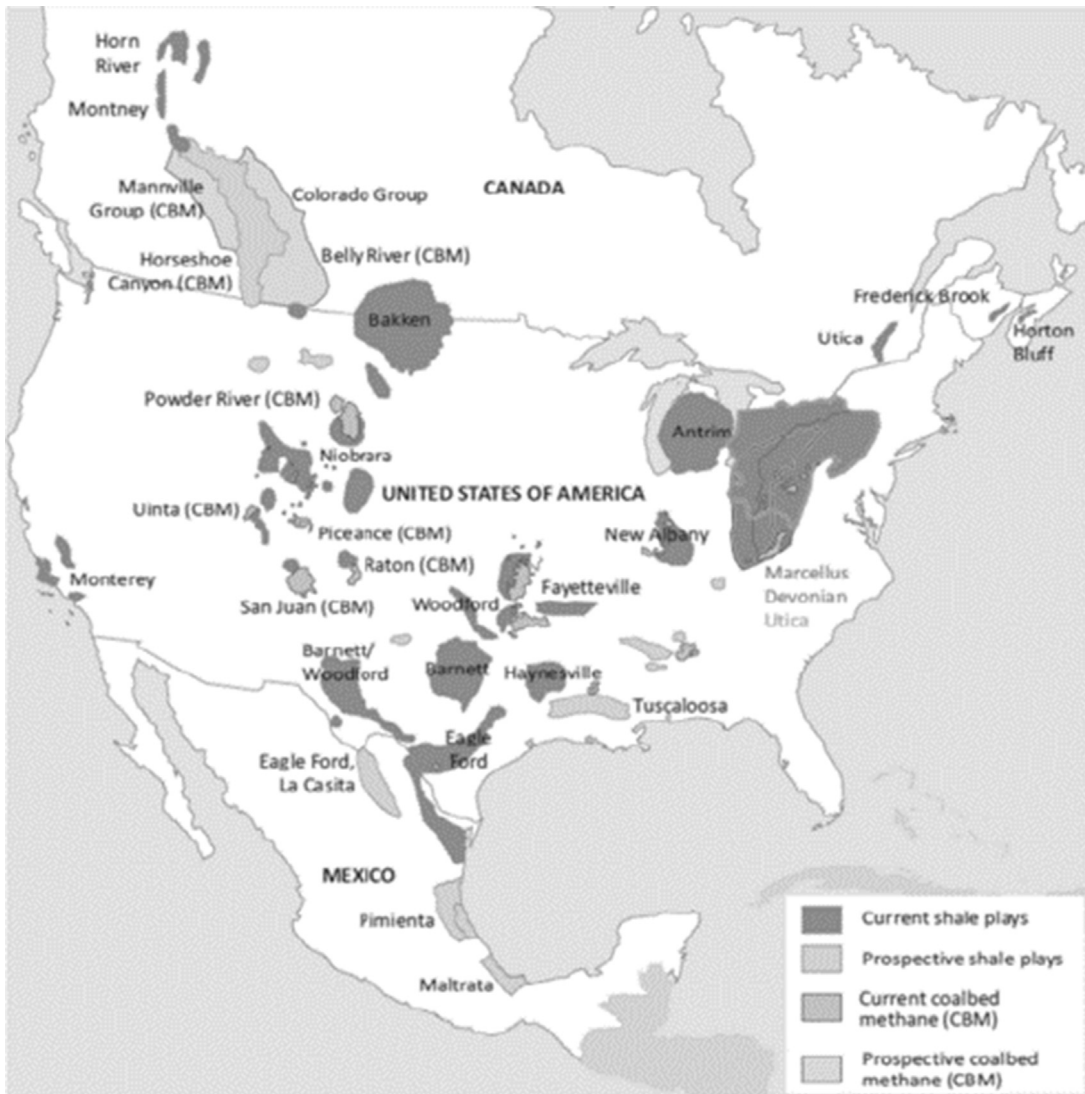 Horn
River
Montney
Mannville
Group (CBM)
Colorado Group
CANADA
Horseshoe
Canyon (CBM)
Belly River (CBM)
Bakken
Frederick Brook
Utica
Horton
Bluff
Powder River (CBM)
Niobrara
Antrim
UNITED STATES OF AMERICA
Uinta (CBM)
Piceance (CBM)
New Albany
Monterey
Raton (CBM)
San Juan (CBM)
Woodford
Fayetteville
Marcellus
Devonian
Utica
Barnett/
Woodford
Barnett
Haynesville
Tuscaloosa
Eagle
Ford
Eagle Ford,
La Casita
MEXICO
Pimienta
Maltrata
Current shale plays
Prospective shale plays
Current coalbed
methane (CBM)
Prospective coalbed
methane (CBM)